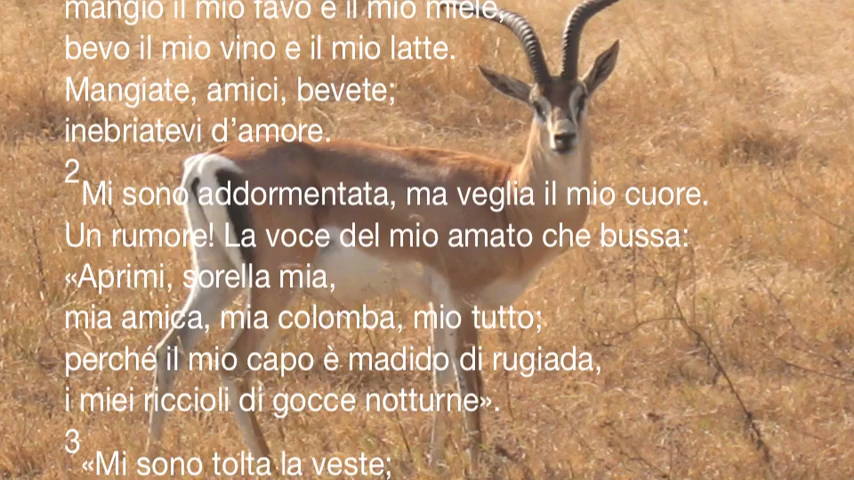 mangio il mio favo e il mio miele,
bevo il mio vino e il mio latte.
Mangiate, amici, bevete;
inebriatevi d’amore.
2 Mi sono addormentata, ma veglia il mio cuore.
Un rumore! La voce del mio amato che bussa:
«Aprimi, sorella mia,
mia amica, mia colomba, mio tutto;
perché il mio capo è madido di rugiada,
i miei riccioli di gocce notturne».
3 «Mi sono tolta la veste;